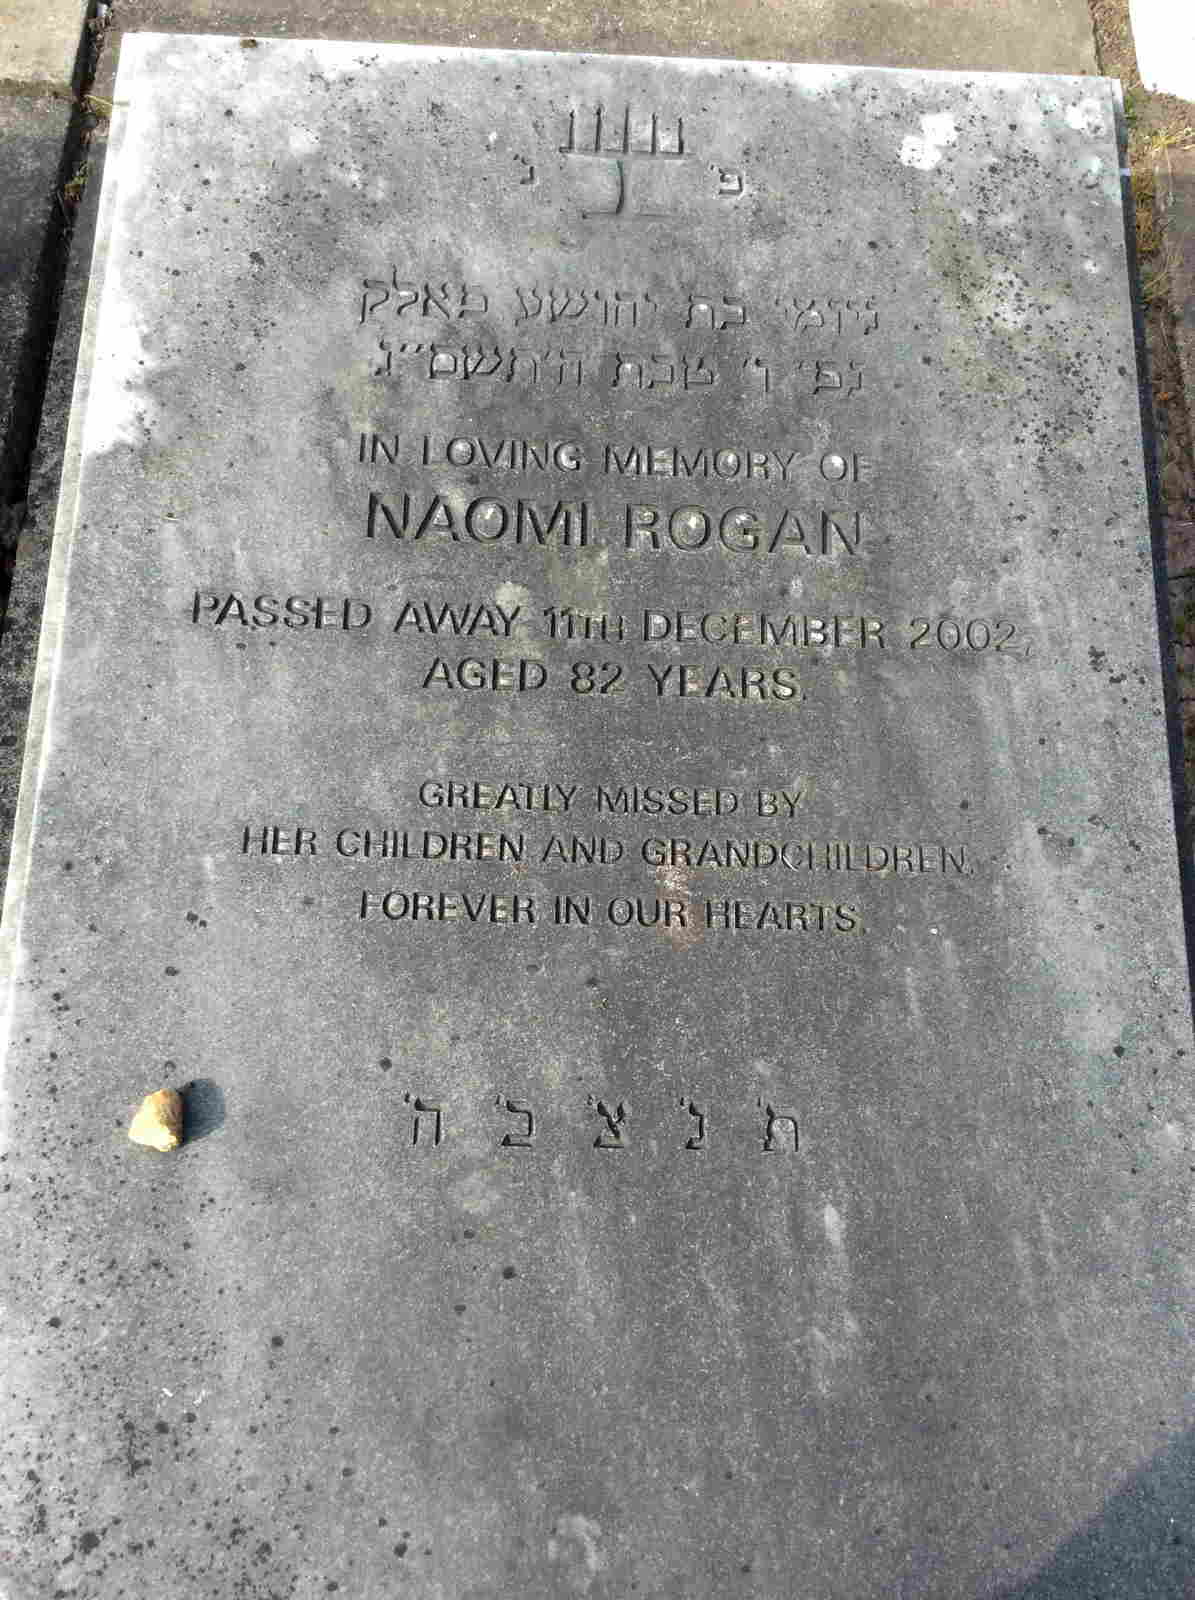 פ' נ'
ניומי בת יהושע פאלק
נפ' ו' טבת ה'תשס"ג
IN LOVING MEMORY OF
NAOMI ROGAN
PASSED AWAY 11TH DECEMBER 2002,
AGED 82 YEARS.
GREATLY MISSED BY
HER CHILDREN AND GRANDCHILDREN.
FOREVER IN OUR HEARTS.
ת' נ' צ' ב' ה'